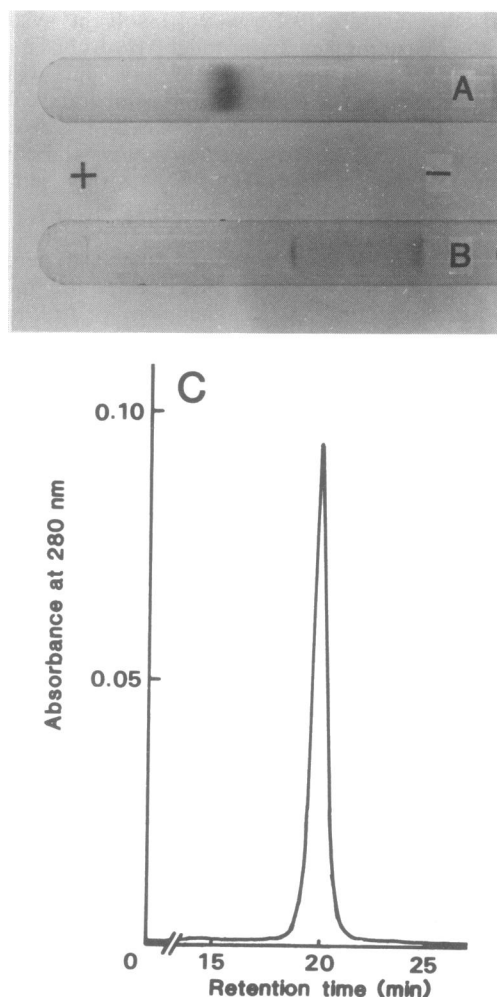 A
+ −
B
C
0.10
0.05
Absorbance at 280 nm
0 15 20 25
Retention time (min)